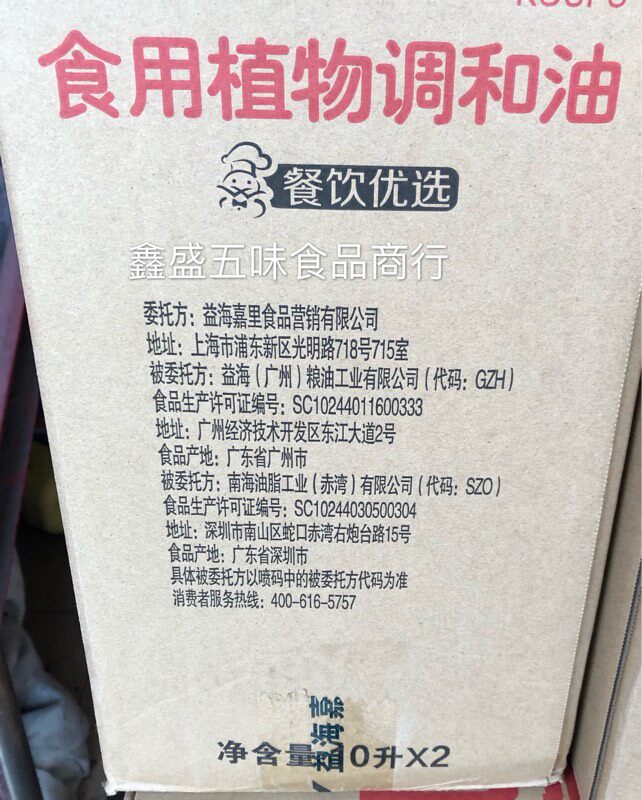 食用植物调和油
餐饮优选
鑫盛五味食品商行
委托方：益海嘉里食品营销有限公司
地址：上海市浦东新区光明路718号715室
被委托方：益海（广州）粮油工业有限公司（代码：GZH）
食品生产许可证编号：SC10244011600333
地址：广州经济技术开发区东江大道2号
食品产地：广东省广州市
被委托方：南海油脂工业（赤湾）有限公司（代码：SZO）
食品生产许可证编号：SC10244030500304
地址：深圳市南山区蛇口赤湾右炮台路15号
食品产地：广东省深圳市
具体被委托方以喷码中的被委托方代码为准
消费者服务热线：400-616-5757
益海嘉
净含量 0升X2